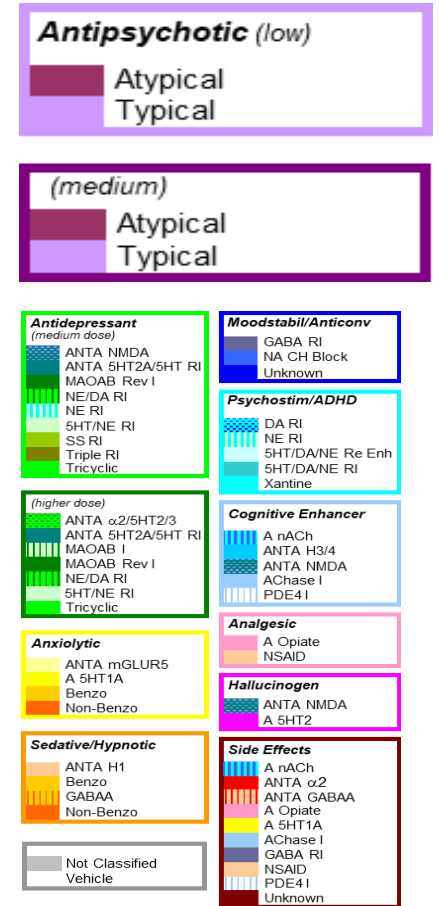 Antipsychotic (low)
Atypical
Typical
(medium)
Atypical
Typical
Antidepressant
(medium dose)
ANTA NMDA
ANTA 5HT2A/5HT RI
MAOAB Rev I
NE/DA RI
NE RI
5HT/NE RI
SS RI
Triple RI
Tricyclic
(higher dose)
ANTA α2/5HT2/3
ANTA 5HT2A/5HT RI
MAOAB I
MAOAB Rev I
NE/DA RI
5HT/NE RI
Tricyclic
Anxiolytic
ANTA mGLUR5
A 5HT1A
Benzo
Non-Benzo
Sedative/Hypnotic
ANTA H1
Benzo
GABAA
Non-Benzo
Not Classified
Vehicle
Moodstabil/Anticonv
GABA RI
NA CH Block
Unknown
Psychostim/ADHD
DA RI
NE RI
5HT/DA/NE Re Enh
5HT/DA/NE RI
Xantine
Cognitive Enhancer
A nACh
ANTA H3/4
ANTA NMDA
AChase I
PDE4 I
Analgesic
A Opiate
NSAID
Hallucinogen
ANTA NMDA
A 5HT2
Side Effects
A nACh
ANTA α2
ANTA GABAA
A Opiate
A 5HT1A
AChase I
GABA RI
NSAID
PDE4 I
Unknown